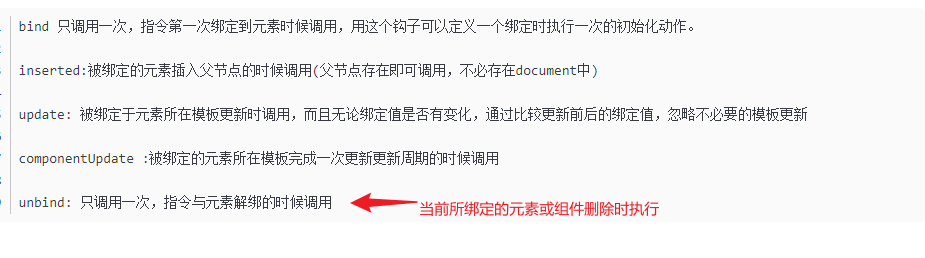 bind 只调用一次，指令第一次绑定到元素时候调用，用这个钩子可以定义一个绑定时执行一次的初始化动作。
inserted:被绑定的元素插入父节点的时候调用(父节点存在即可调用，不必存在document中)
update: 被绑定于元素所在模板更新时调用，而且无论绑定值是否有变化，通过比较更新前后的绑定值，忽略不必要的模板更新
componentUpdate :被绑定的元素所在模板完成一次更新更新周期的时候调用
unbind: 只调用一次，指令与元素解绑的时候调用
当前所绑定的元素或组件删除时执行